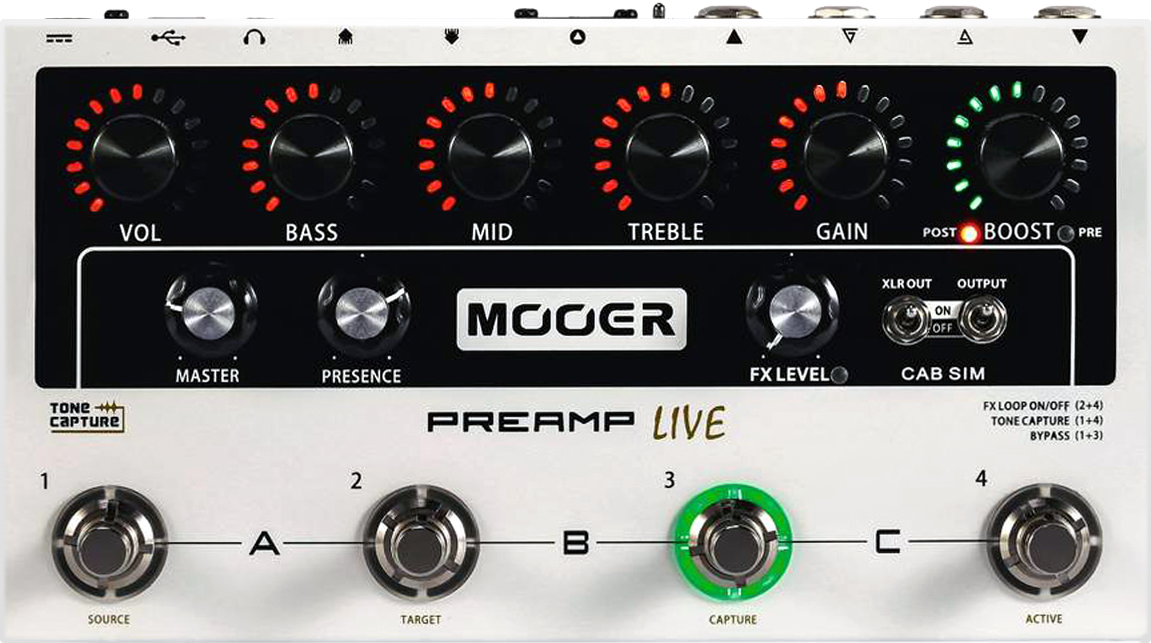 VOL BASS MID TREBLE GAIN POST BOOST PRE
XLR OUT OUTPUT
ON
OFF
MOOER
MASTER PRESENCE FX LEVEL CAB SIM
TONE
CAPTURE
PREAMP LIVE
FX LOOP ON/OFF (2+4)
TONE CAPTURE (1+4)
BYPASS (1+3)
1 2 3 4
A B C
SOURCE TARGET CAPTURE ACTIVE